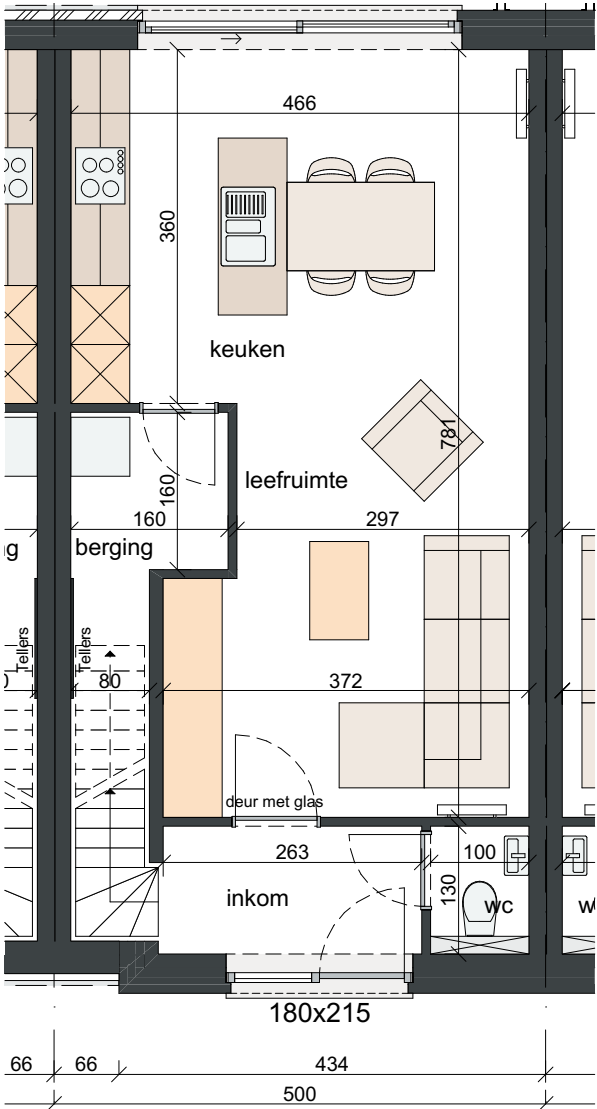 466
360
keuken
781
leefruimte
160
160
297
g
berging
Tellers
Tellers
0
80
372
deur met glas
263
100
130
inkom
wc
w
180x215
66
66
434
500